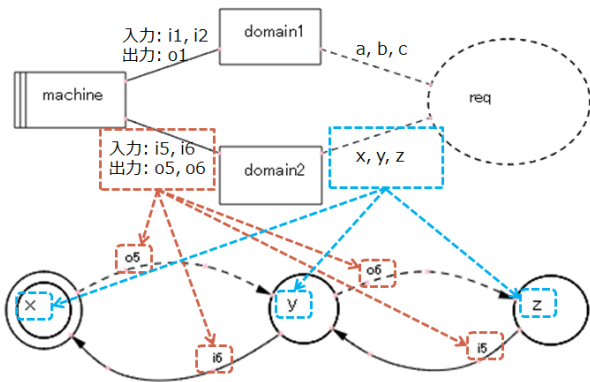 入力: i1, i2
出力: o1
domain1
a, b, c
machine
req
入力: i5, i6
出力: o5, o6
domain2
x, y, z
o5
o6
x
y
z
i6
i5